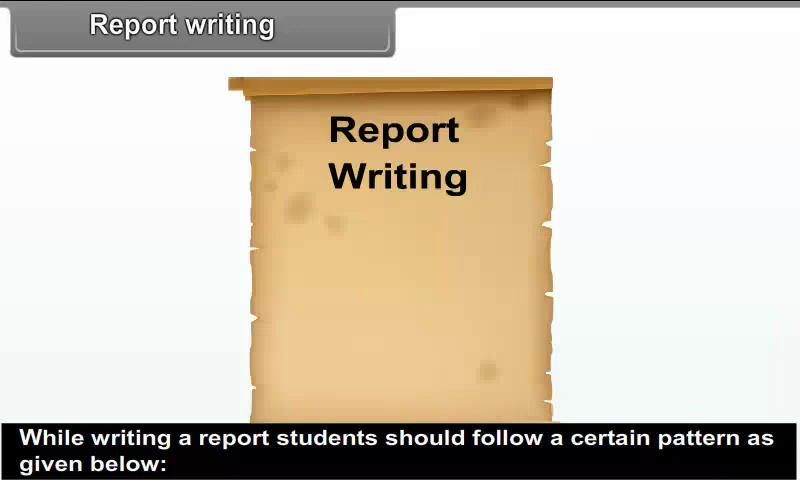 Report writing
Report
Writing
While writing a report students should follow a certain pattern as
given below: